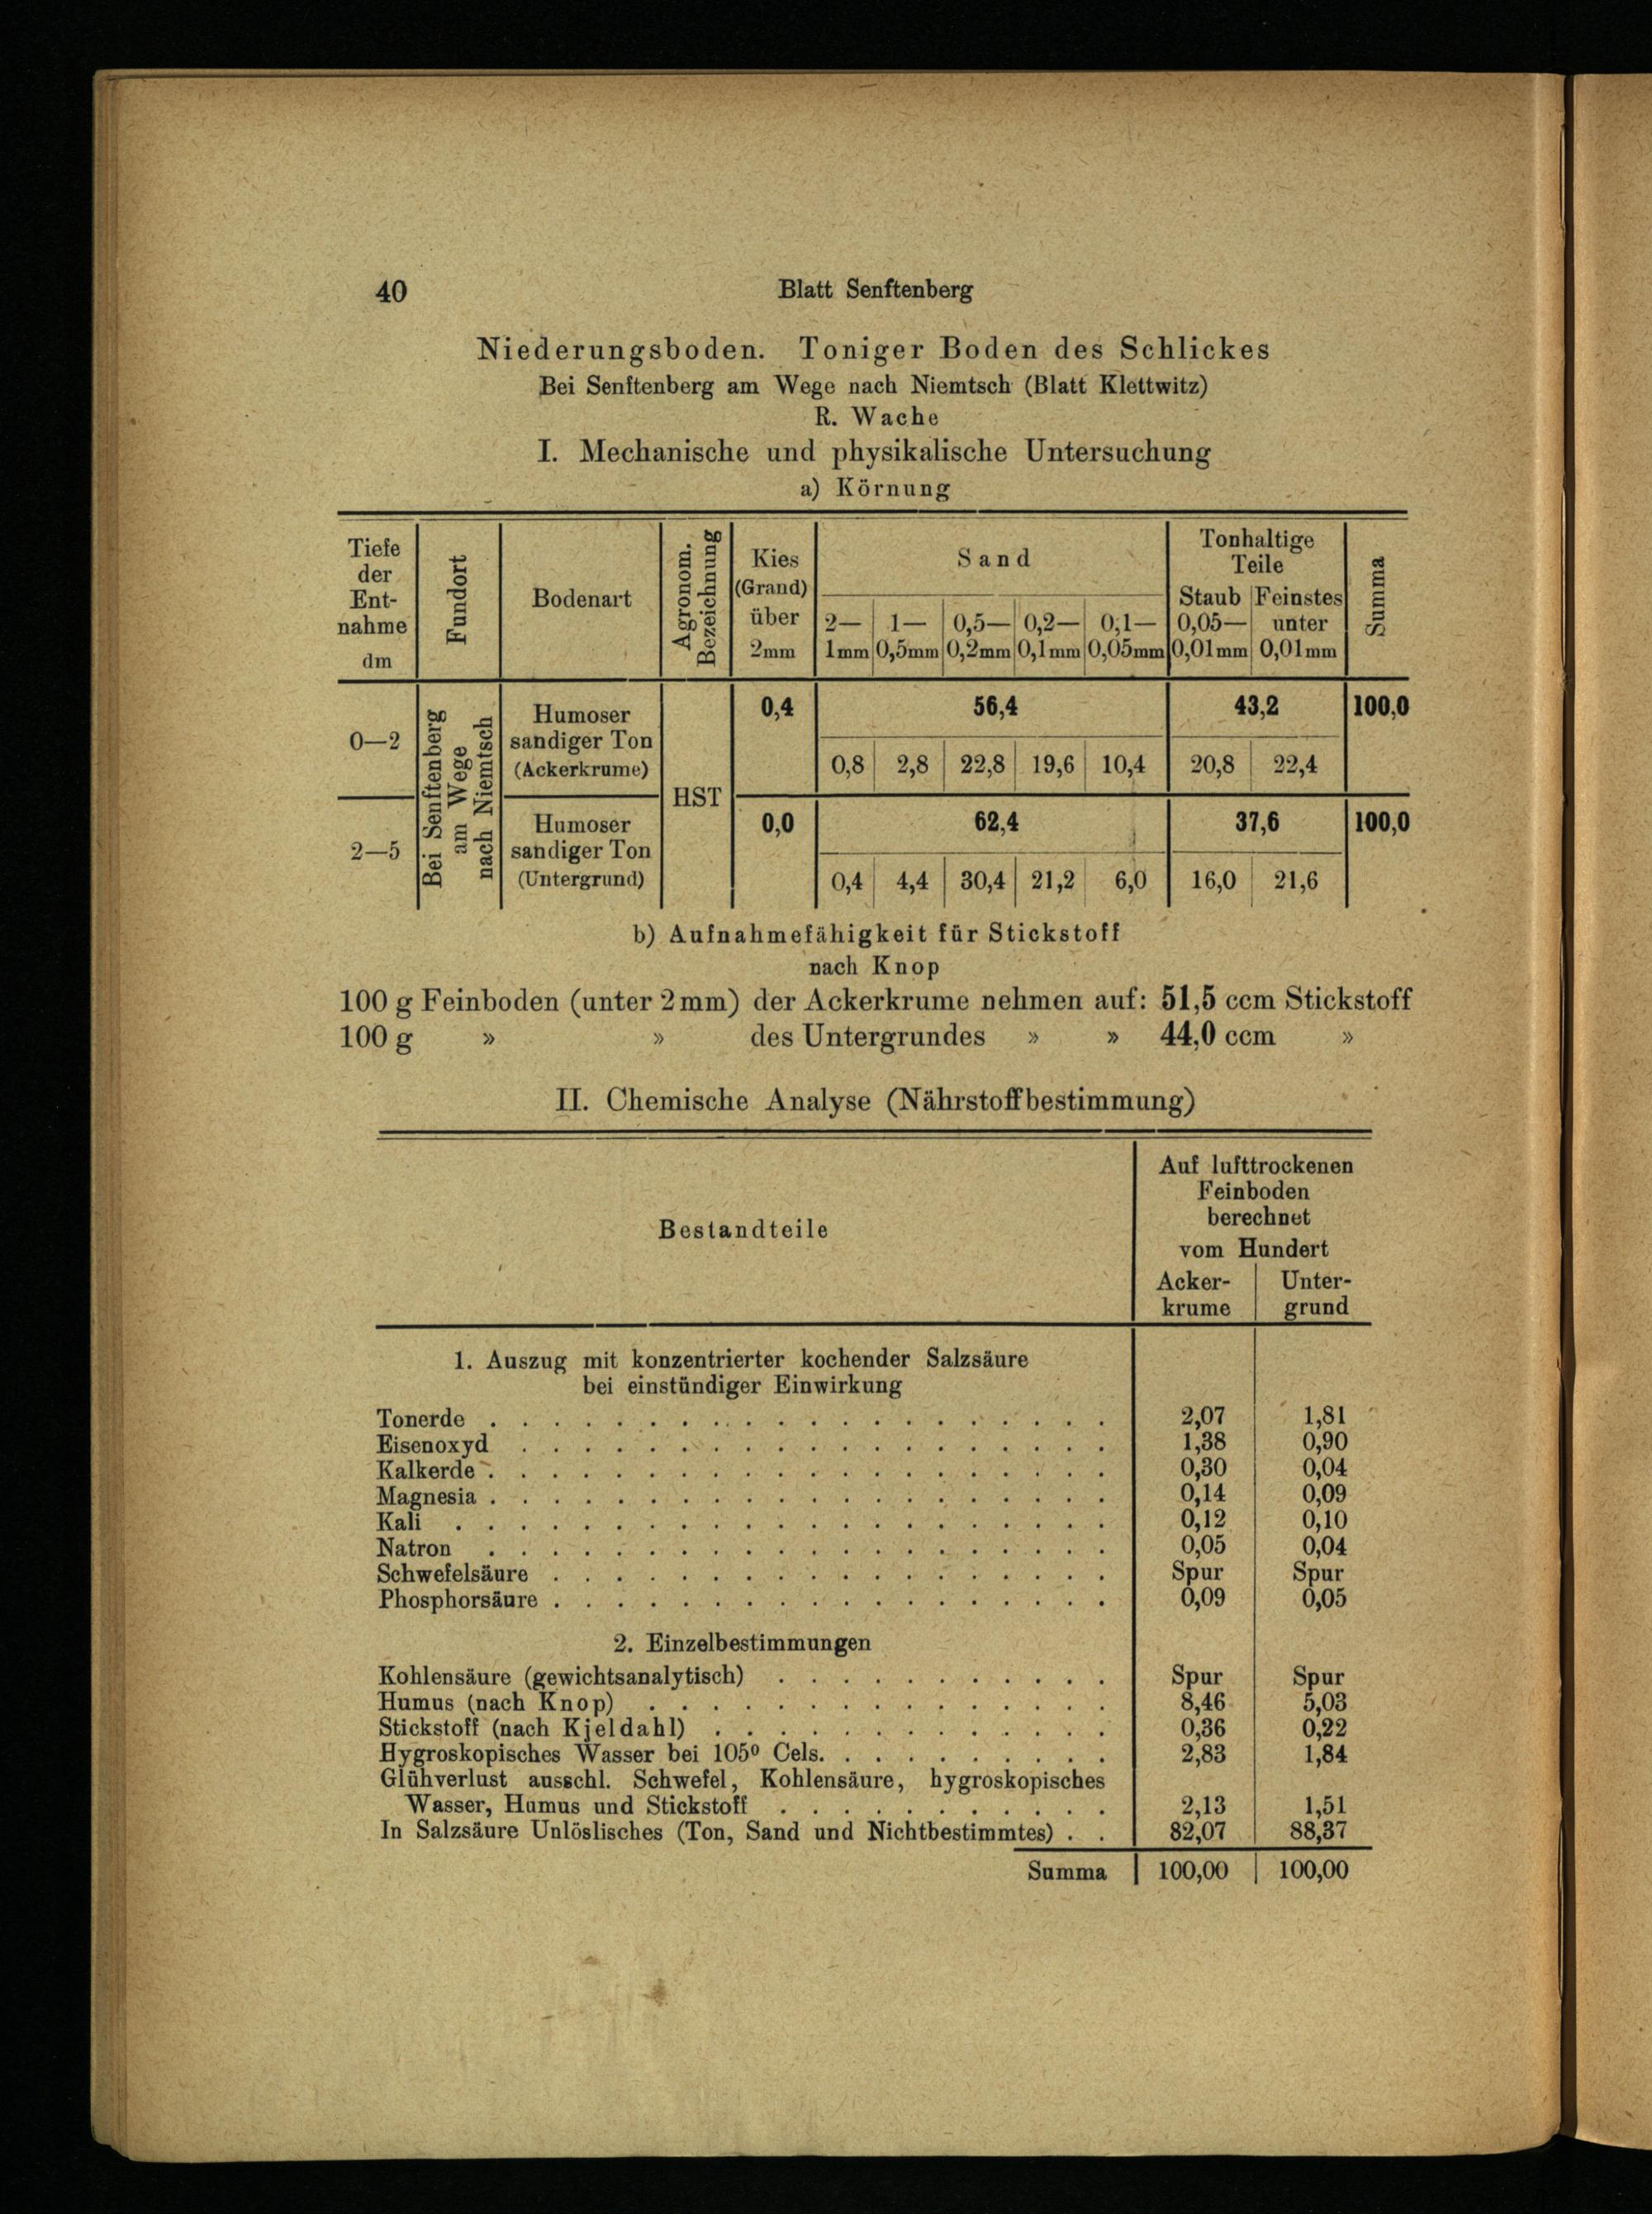 40 Blatt Senftenberg
Niederungsboden. Toniger Boden des Schlickes
Bei Senftenberg am Wege nach Niemtsch (Blatt Klettwitz)
R. Wache
I. Mechanische und physikalische Untersuchung
a) Körnung
Tiefe der Ent- nahme dm | Fundort | Bodenart | Agronom. Bezeichnung | Kies (Grand) über 2mm | Sand | Tonhaltige Teile | Summa
Staub | Feinstes
2— | 1— | 0,5— | 0,2— | 0,1— | 0,05— | unter
1mm | 0,5mm | 0,2mm | 0,1mm | 0,05mm | 0,01mm | 0,01mm
0—2 | Bei Senftenberg am Wege nach Niemtsch | Humoser sandiger Ton (Ackerkrume) | HST | 0,4 | 56,4 | 43,2 | 100,0
0,8 | 2,8 | 22,8 | 19,6 | 10,4 | 20,8 | 22,4
2—5 | Humoser sandiger Ton (Untergrund) | 0,0 | 62,4 | 37,6 | 100,0
0,4 | 4,4 | 30,4 | 21,2 | 6,0 | 16,0 | 21,6
b) Aufnahmefähigkeit für Stickstoff
nach Knop
100 g Feinboden (unter 2mm) der Ackerkrume nehmen auf: 51,5 ccm Stickstoff
100 g » » des Untergrundes » » 44,0 ccm »
II. Chemische Analyse (Nährstoffbestimmung)
Bestandteile
Auf lufttrockenen
Feinboden
berechnet
vom Hundert
Acker- | Unter-
krume | grund
1. Auszug mit konzentrierter kochender Salzsäure
bei einstündiger Einwirkung
Tonerde . . . 2,07 | 1,81
Eisenoxyd . . . 1,38 | 0,90
Kalkerde . . . 0,30 | 0,04
Magnesia . . . 0,14 | 0,09
Kali . . . 0,12 | 0,10
Natron . . . 0,05 | 0,04
Schwefelsäure . . . Spur | Spur
Phosphorsäure . . . 0,09 | 0,05
2. Einzelbestimmungen
Kohlensäure (gewichtsanalytisch) . . . Spur | Spur
Humus (nach Knop) . . . 8,46 | 5,03
Stickstoff (nach Kjeldahl) . . . 0,36 | 0,22
Hygroskopisches Wasser bei 105º Cels. . . . 2,83 | 1,84
Glühverlust ausschl. Schwefel, Kohlensäure, hygroskopisches
Wasser, Humus und Stickstoff . . . 2,13 | 1,51
In Salzsäure Unlöslisches (Ton, Sand und Nichtbestimmtes) . . 82,07 | 88,37
Summa | 100,00 | 100,00